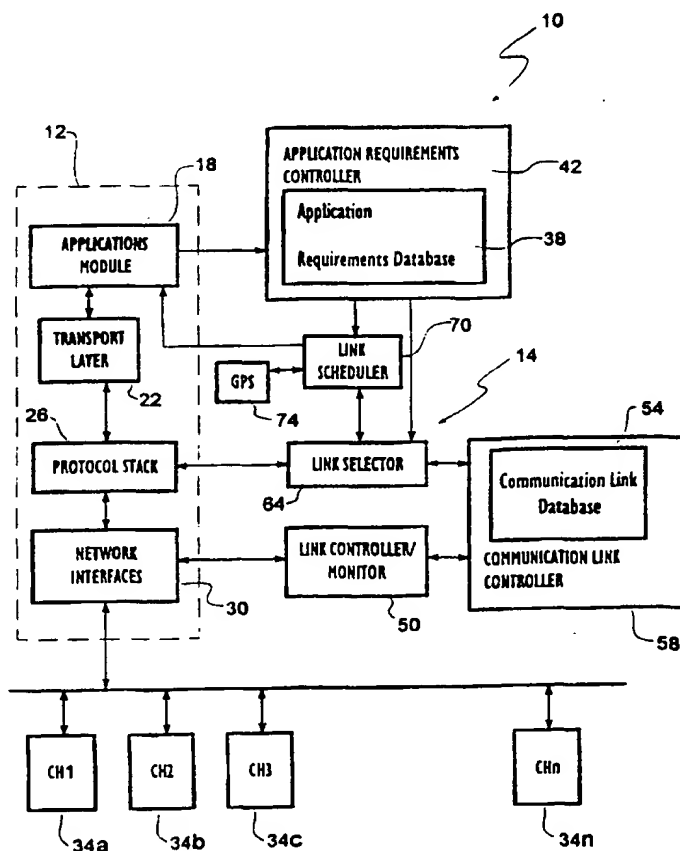 10
12
18
APPLICATION REQUIREMENTS
CONTROLLER
42
Application
Requirements Database
38
APPLICATIONS
MODULE
TRANSPORT
LAYER
22
LINK
SCHEDULER
70
GPS
74
14
26
54
PROTOCOL STACK
LINK SELECTOR
64
Communication Link
Database
NETWORK
INTERFACES
30
LINK CONTROLLER/
MONITOR
50
COMMUNICATION LINK
CONTROLLER
58
CH1
CH2
CH3
CHn
34a
34b
34c
34n